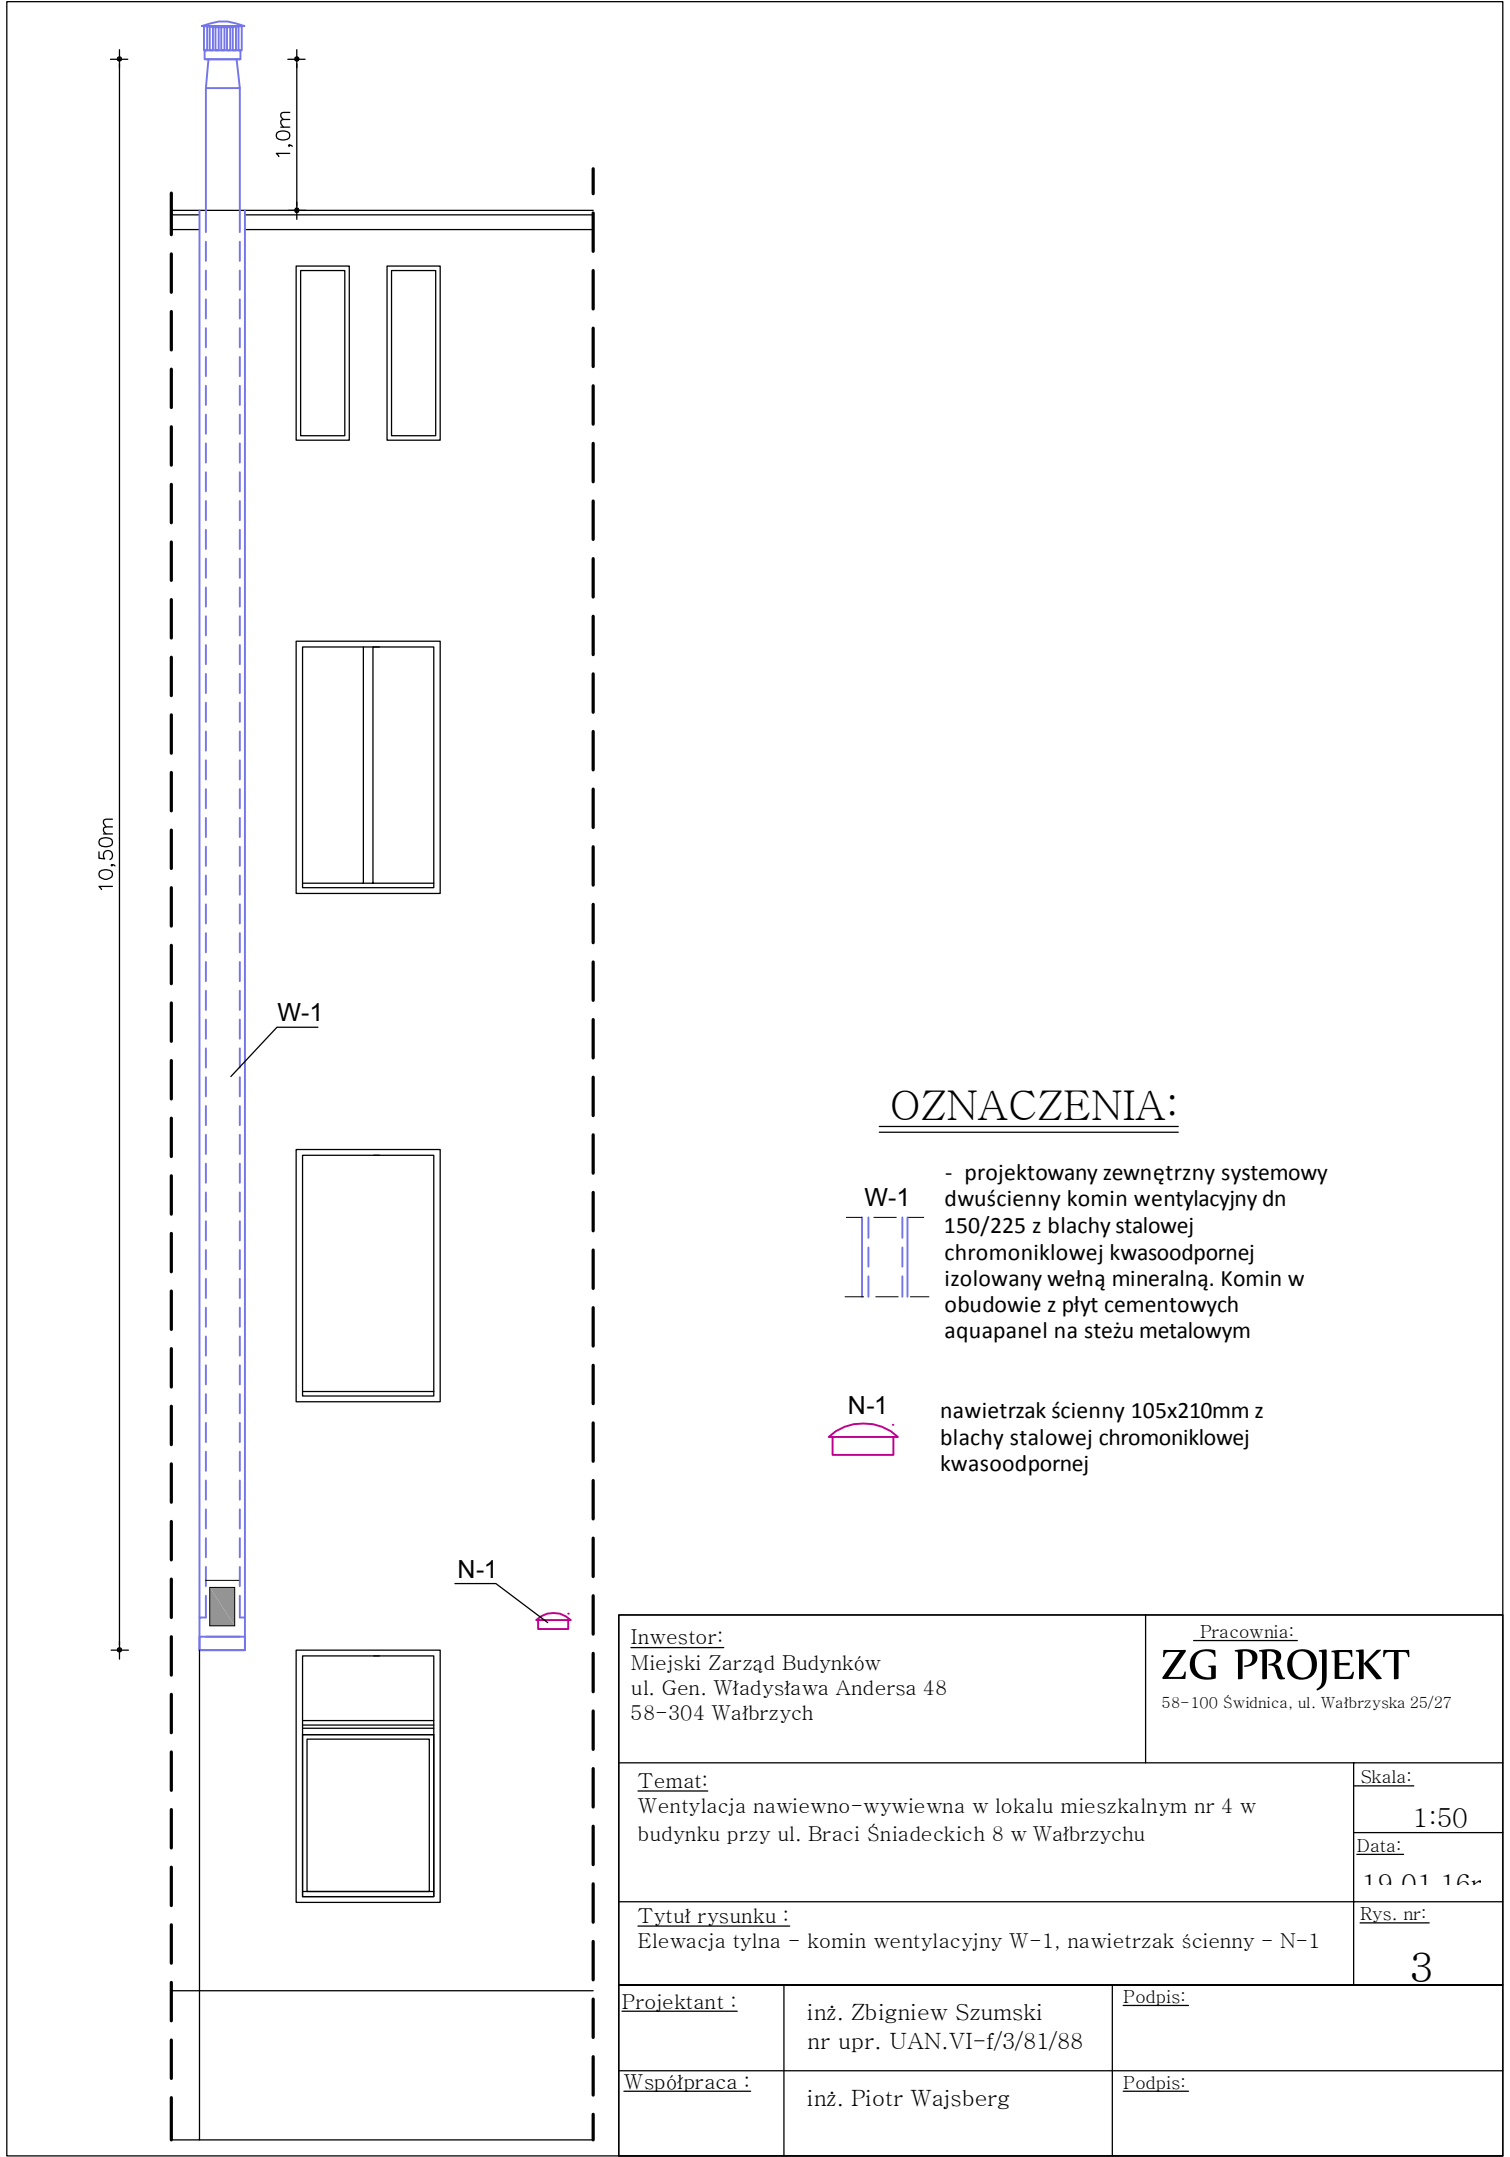 1,0m
10,50m
W-1
N-1
OZNACZENIA:
W-1
- projektowany zewnętrzny systemowy
dwuścienny komin wentylacyjny dn
150/225 z blachy stalowej
chromoniklowej kwasoodpornej
izolowany wełną mineralną. Komin w
obudowie z płyt cementowych
aquapanel na steżu metalowym
N-1
nawietrzak ścienny 105x210mm z
blachy stalowej chromoniklowej
kwasoodpornej
Inwestor:
Miejski Zarząd Budynków
ul. Gen. Władysława Andersa 48
58-304 Wałbrzych
Pracownia:
ZG PROJEKT
58-100 Świdnica, ul. Wałbrzyska 25/27
Temat:
Wentylacja nawiewno-wywiewna w lokalu mieszkalnym nr 4 w
budynku przy ul. Braci Śniadeckich 8 w Wałbrzychu
Skala:
1:50
Data:
19.01.16r.
Tytuł rysunku :
Elewacja tylna - komin wentylacyjny W-1, nawietrzak ścienny - N-1
Rys. nr:
3
Projektant :
inż. Zbigniew Szumski
nr upr. UAN.VI-f/3/81/88
Podpis:
Współpraca :
inż. Piotr Wajsberg
Podpis: